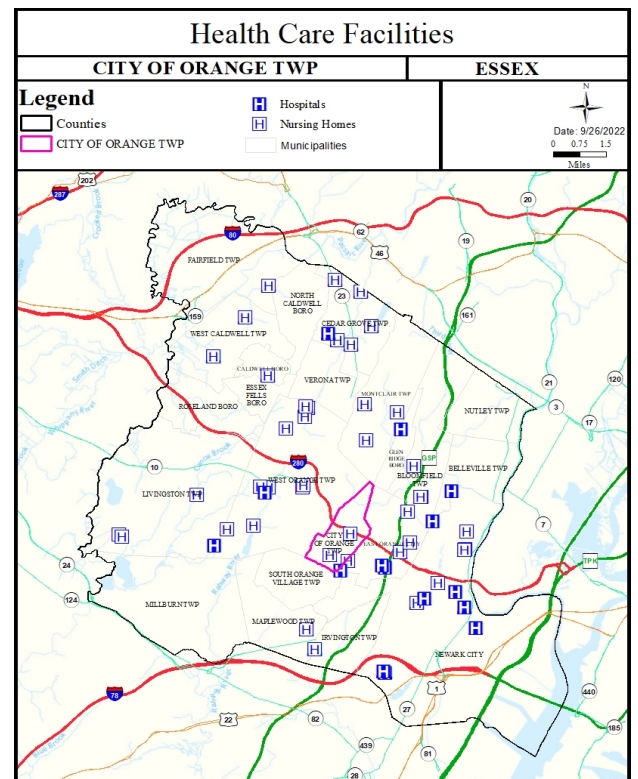 Health Care Facilities
CITY OF ORANGE TWP
ESSEX
Legend
Counties
CITY OF ORANGE TWP
H
Hospitals
H
Nursing Homes
Municipalities
N
Date: 9/26/2022
0 0.75 1.5
Miles
202
287
20
62
19
80
46
FAIRFIELD TWP
NORTH
CALDWELL
BORO
23
159
161
CEDAR GROVE TWP
WEST CALDWELL TWP
CALDWELL BORO
VERONA TWP
ESSEX
FELLS
BORO
21
120
MONTCLAIR TWP
ROSELAND BORO
NUTLEY TWP
3
17
GLEN
RIDGE
BORO
GSP
280
10
WEST ORANGE TWP
BLOOMFIELD
TWP
BELLEVILLE TWP
LIVINGSTON TWP
7
CITY
OF ORANGE
TWP
TPK
24
SOUTH ORANGE
VILLAGE TWP
124
MILLBURN TWP
MAPLEWOOD TWP
IRVINGTON TWP
NEWARK CITY
78
1
440
27
22
82
185
439
81
28